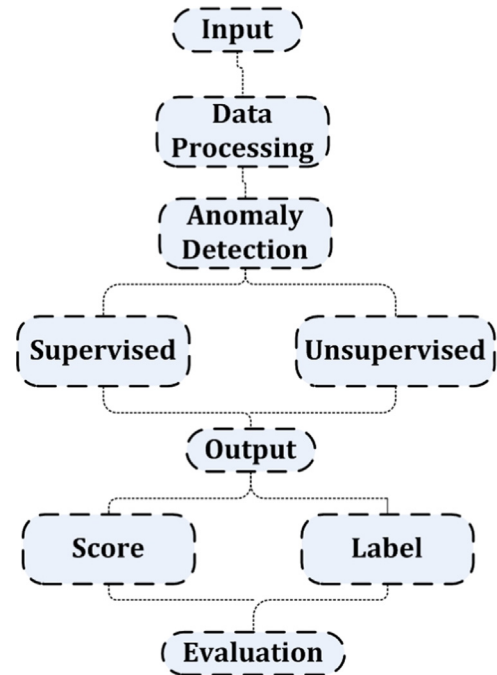 Input
Data
Processing
Anomaly
Detection
Supervised
Unsupervised
Output
Score
Label
Evaluation